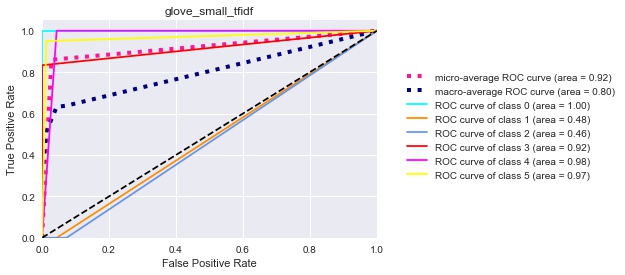 glove_small_tfidf
True Positive Rate
1.0
0.8
0.6
0.4
0.2
0.0
0.0 0.2 0.4 0.6 0.8 1.0
False Positive Rate
micro-average ROC curve (area = 0.92)
macro-average ROC curve (area = 0.80)
ROC curve of class 0 (area = 1.00)
ROC curve of class 1 (area = 0.48)
ROC curve of class 2 (area = 0.46)
ROC curve of class 3 (area = 0.92)
ROC curve of class 4 (area = 0.98)
ROC curve of class 5 (area = 0.97)